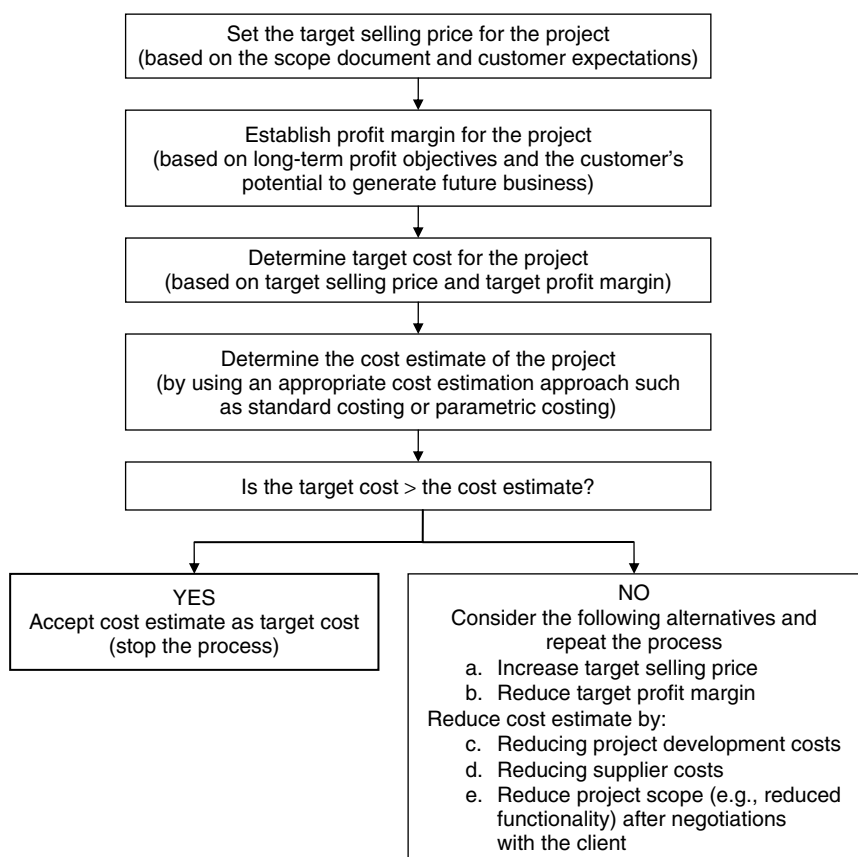 Set the target selling price for the project
(based on the scope document and customer expectations)
Establish profit margin for the project
(based on long-term profit objectives and the customer’s
potential to generate future business)
Determine target cost for the project
(based on target selling price and target profit margin)
Determine the cost estimate of the project
(by using an appropriate cost estimation approach such
as standard costing or parametric costing)
Is the target cost > the cost estimate?
YES
Accept cost estimate as target cost
(stop the process)
NO
Consider the following alternatives and
repeat the process
a. Increase target selling price
b. Reduce target profit margin
Reduce cost estimate by:
c. Reducing project development costs
d. Reducing supplier costs
e. Reduce project scope (e.g., reduced
functionality) after negotiations
with the client